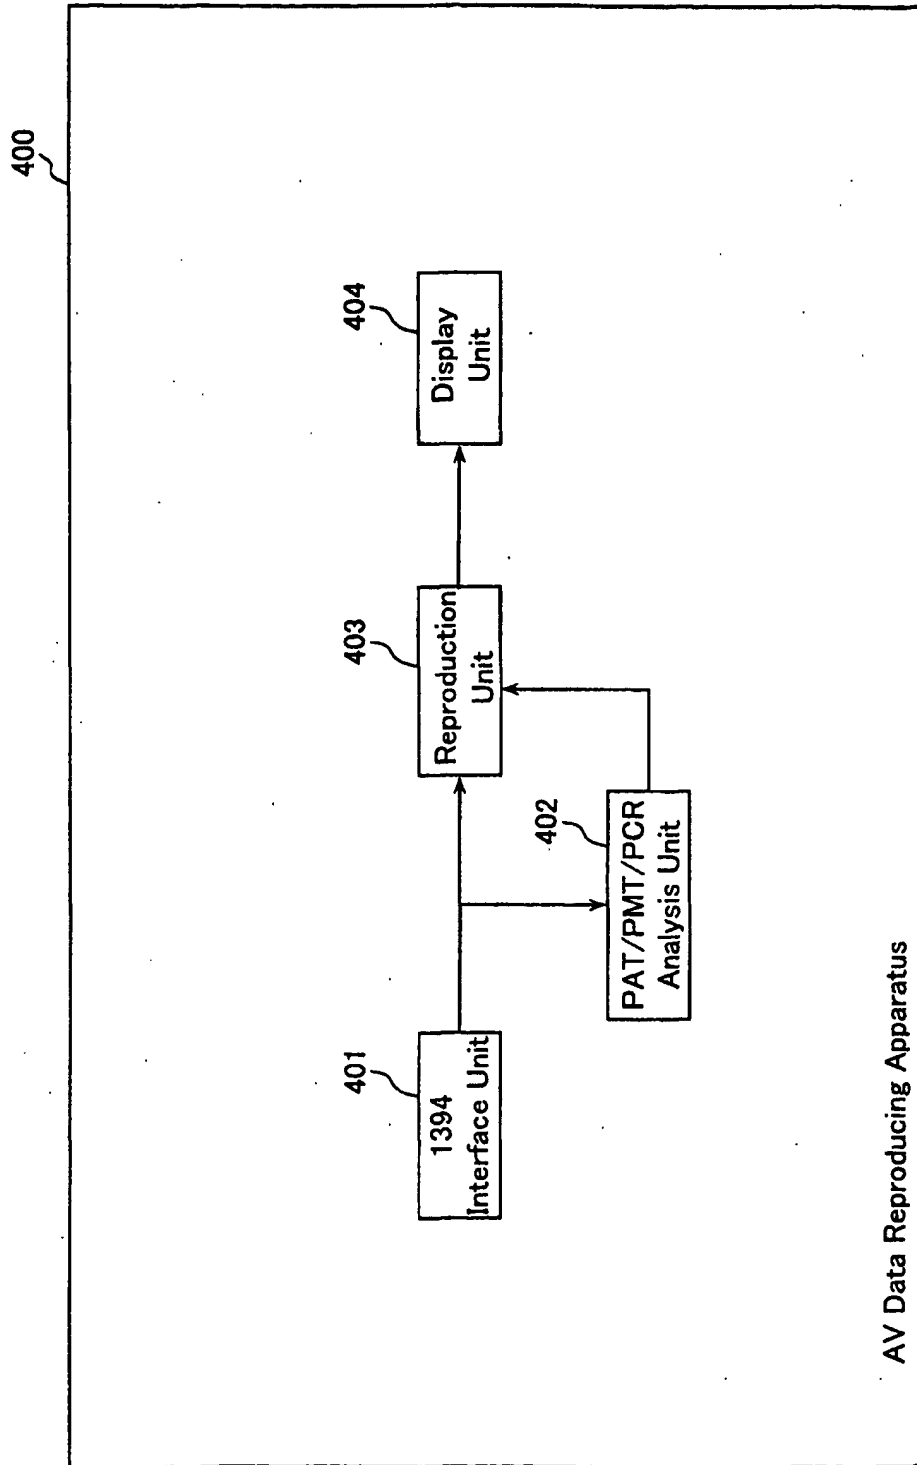 400
401
1394
Interface Unit
402
PAT/PMT/PCR
Analysis Unit
403
Reproduction
Unit
404
Display
Unit
AV Data Reproducing Apparatus